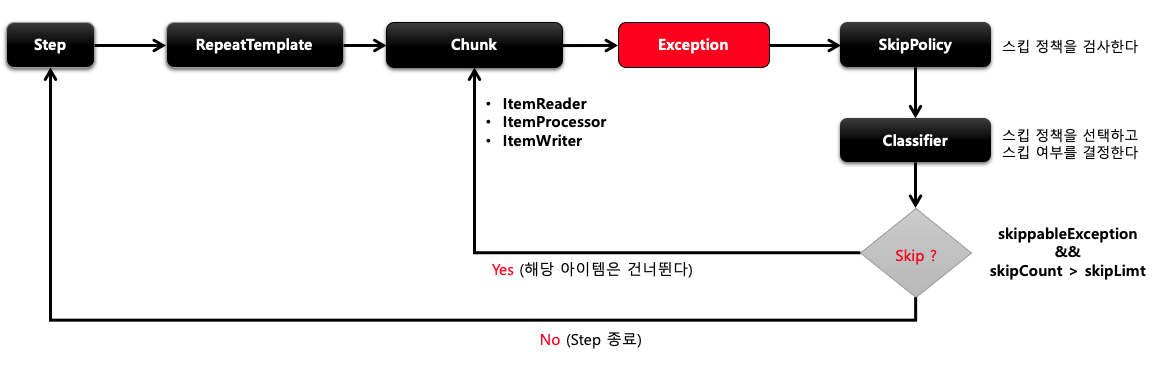 Step
RepeatTemplate
Chunk
Exception
SkipPolicy
스킵 정책을 검사한다
• ItemReader
• ItemProcessor
• ItemWriter
Classifier
스킵 정책을 선택하고
스킵 여부를 결정한다
Skip ?
skippableException
&&
skipCount > skipLimt
Yes (해당 아이템은 건너뛴다)
No (Step 종료)